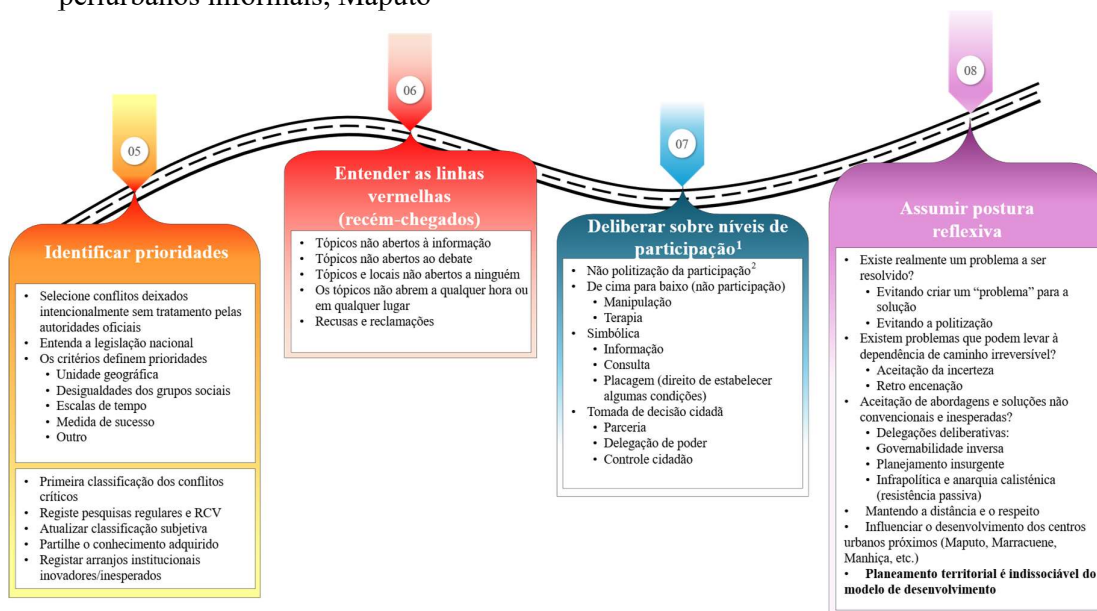 periurbanos informais, Maputo
05
Identificar prioridades
• Selecione conflitos deixados
intencionalmente sem tratamento pelas
autoridades oficiais
• Entenda a legislação nacional
• Os critérios definem prioridades
• Unidade geográfica
• Desigualdades dos grupos sociais
• Escalas de tempo
• Medida de sucesso
• Outro
• Primeira classificação dos conflitos
críticos
• Registe pesquisas regulares e RCV
• Atualizar classificação subjetiva
• Partilhe o conhecimento adquirido
• Registar arranjos institucionais
inovadores/inesperados
06
Entender as linhas
vermelhas
(recém-chegados)
• Tópicos não abertos à informação
• Tópicos não abertos ao debate
• Tópicos e locais não abertos a ninguém
• Os tópicos não abrem a qualquer hora ou
em qualquer lugar
• Recusas e reclamações
07
Deliberar sobre níveis de
participação¹
• Não politização da participação²
• De cima para baixo (não participação)
• Manipulação
• Terapia
• Simbólica
• Informação
• Consulta
• Placagem (direito de estabelecer
algumas condições)
• Tomada de decisão cidadã
• Parceria
• Delegação de poder
• Controle cidadão
08
Assumir postura
reflexiva
• Existe realmente um problema a ser
resolvido?
• Evitando criar um “problema” para a
solução
• Evitando a politização
• Existem problemas que podem levar à
dependência de caminho irreversível?
• Aceitação da incerteza
• Retro encenação
• Aceitação de abordagens e soluções não
convencionais e inesperadas?
• Delegações deliberativas:
• Governabilidade inversa
• Planejamento insurgente
• Infrapolítica e anarquia calisténica
(resistência passiva)
• Mantendo a distância e o respeito
• Influenciar o desenvolvimento dos centros
urbanos próximos (Maputo, Marracuene,
Manhiça, etc.)
• Planeamento territorial é indissociável do
modelo de desenvolvimento